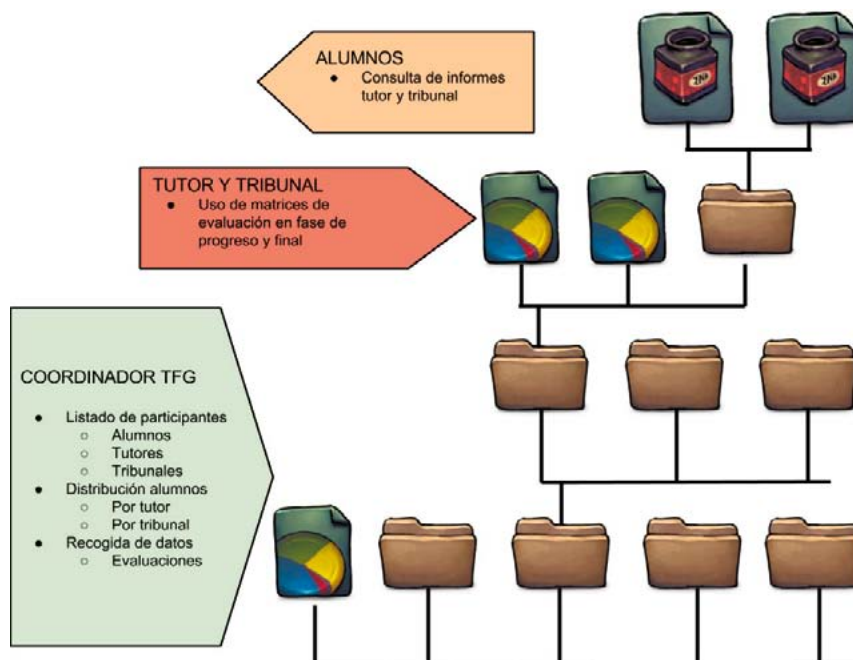 ALUMNOS
● Consulta de informes
tutor y tribunal
TUTOR Y TRIBUNAL
● Uso de matrices de
evaluación en fase de
progreso y final
COORDINADOR TFG
● Listado de participantes
○ Alumnos
○ Tutores
○ Tribunales
● Distribución alumnos
○ Por tutor
○ Por tribunal
● Recogida de datos
○ Evaluaciones